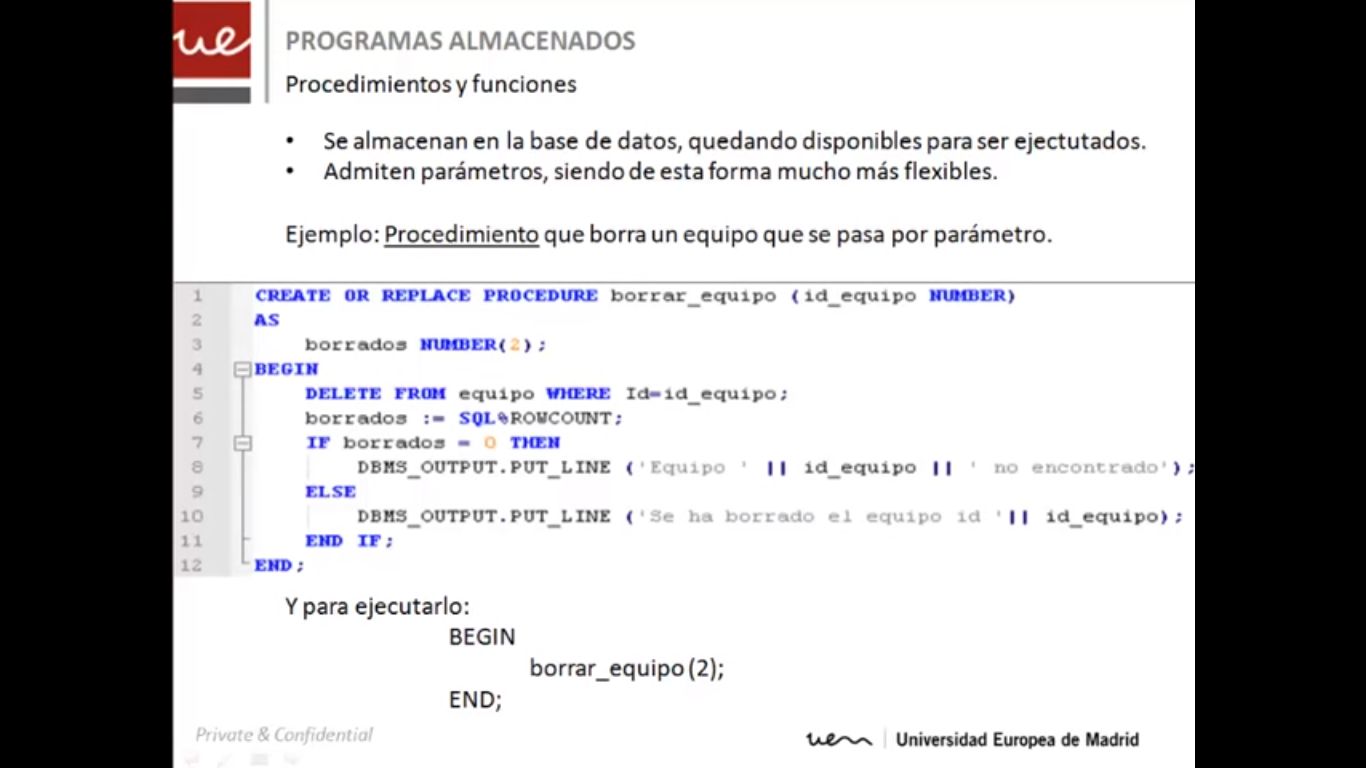 ue
PROGRAMAS ALMACENADOS
Procedimientos y funciones
• Se almacenan en la base de datos, quedando disponibles para ser ejectutados.
• Admiten parámetros, siendo de esta forma mucho más flexibles.
Ejemplo: Procedimiento que borra un equipo que se pasa por parámetro.
1 CREATE OR REPLACE PROCEDURE borrar_equipo (id_equipo NUMBER)
2 AS
3 borrados NUMBER(2);
4 BEGIN
5 DELETE FROM equipo WHERE Id=id_equipo;
6 borrados := SQL%ROWCOUNT;
7 IF borrados = 0 THEN
8 DBMS_OUTPUT.PUT_LINE ('Equipo ' || id_equipo || ' no encontrado');
9 ELSE
10 DBMS_OUTPUT.PUT_LINE ('Se ha borrado el equipo id '|| id_equipo);
11 END IF;
12 END;
Y para ejecutarlo:
BEGIN
borrar_equipo (2);
END;
Private & Confidential
uem Universidad Europea de Madrid